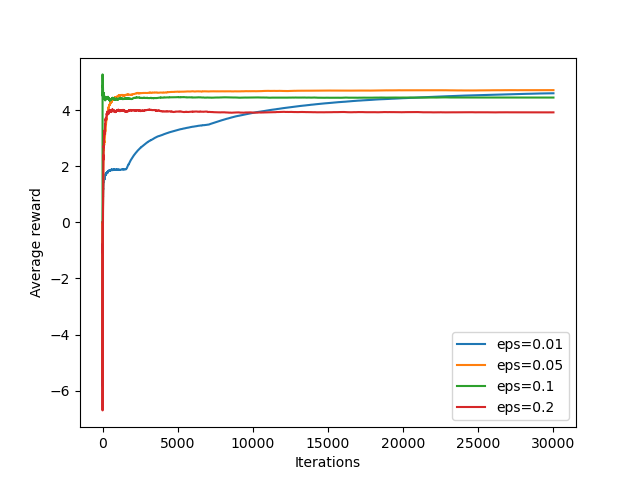 4
2
0
−2
−4
−6
Average reward
0 5000 10000 15000 20000 25000 30000
Iterations
eps=0.01
eps=0.05
eps=0.1
eps=0.2